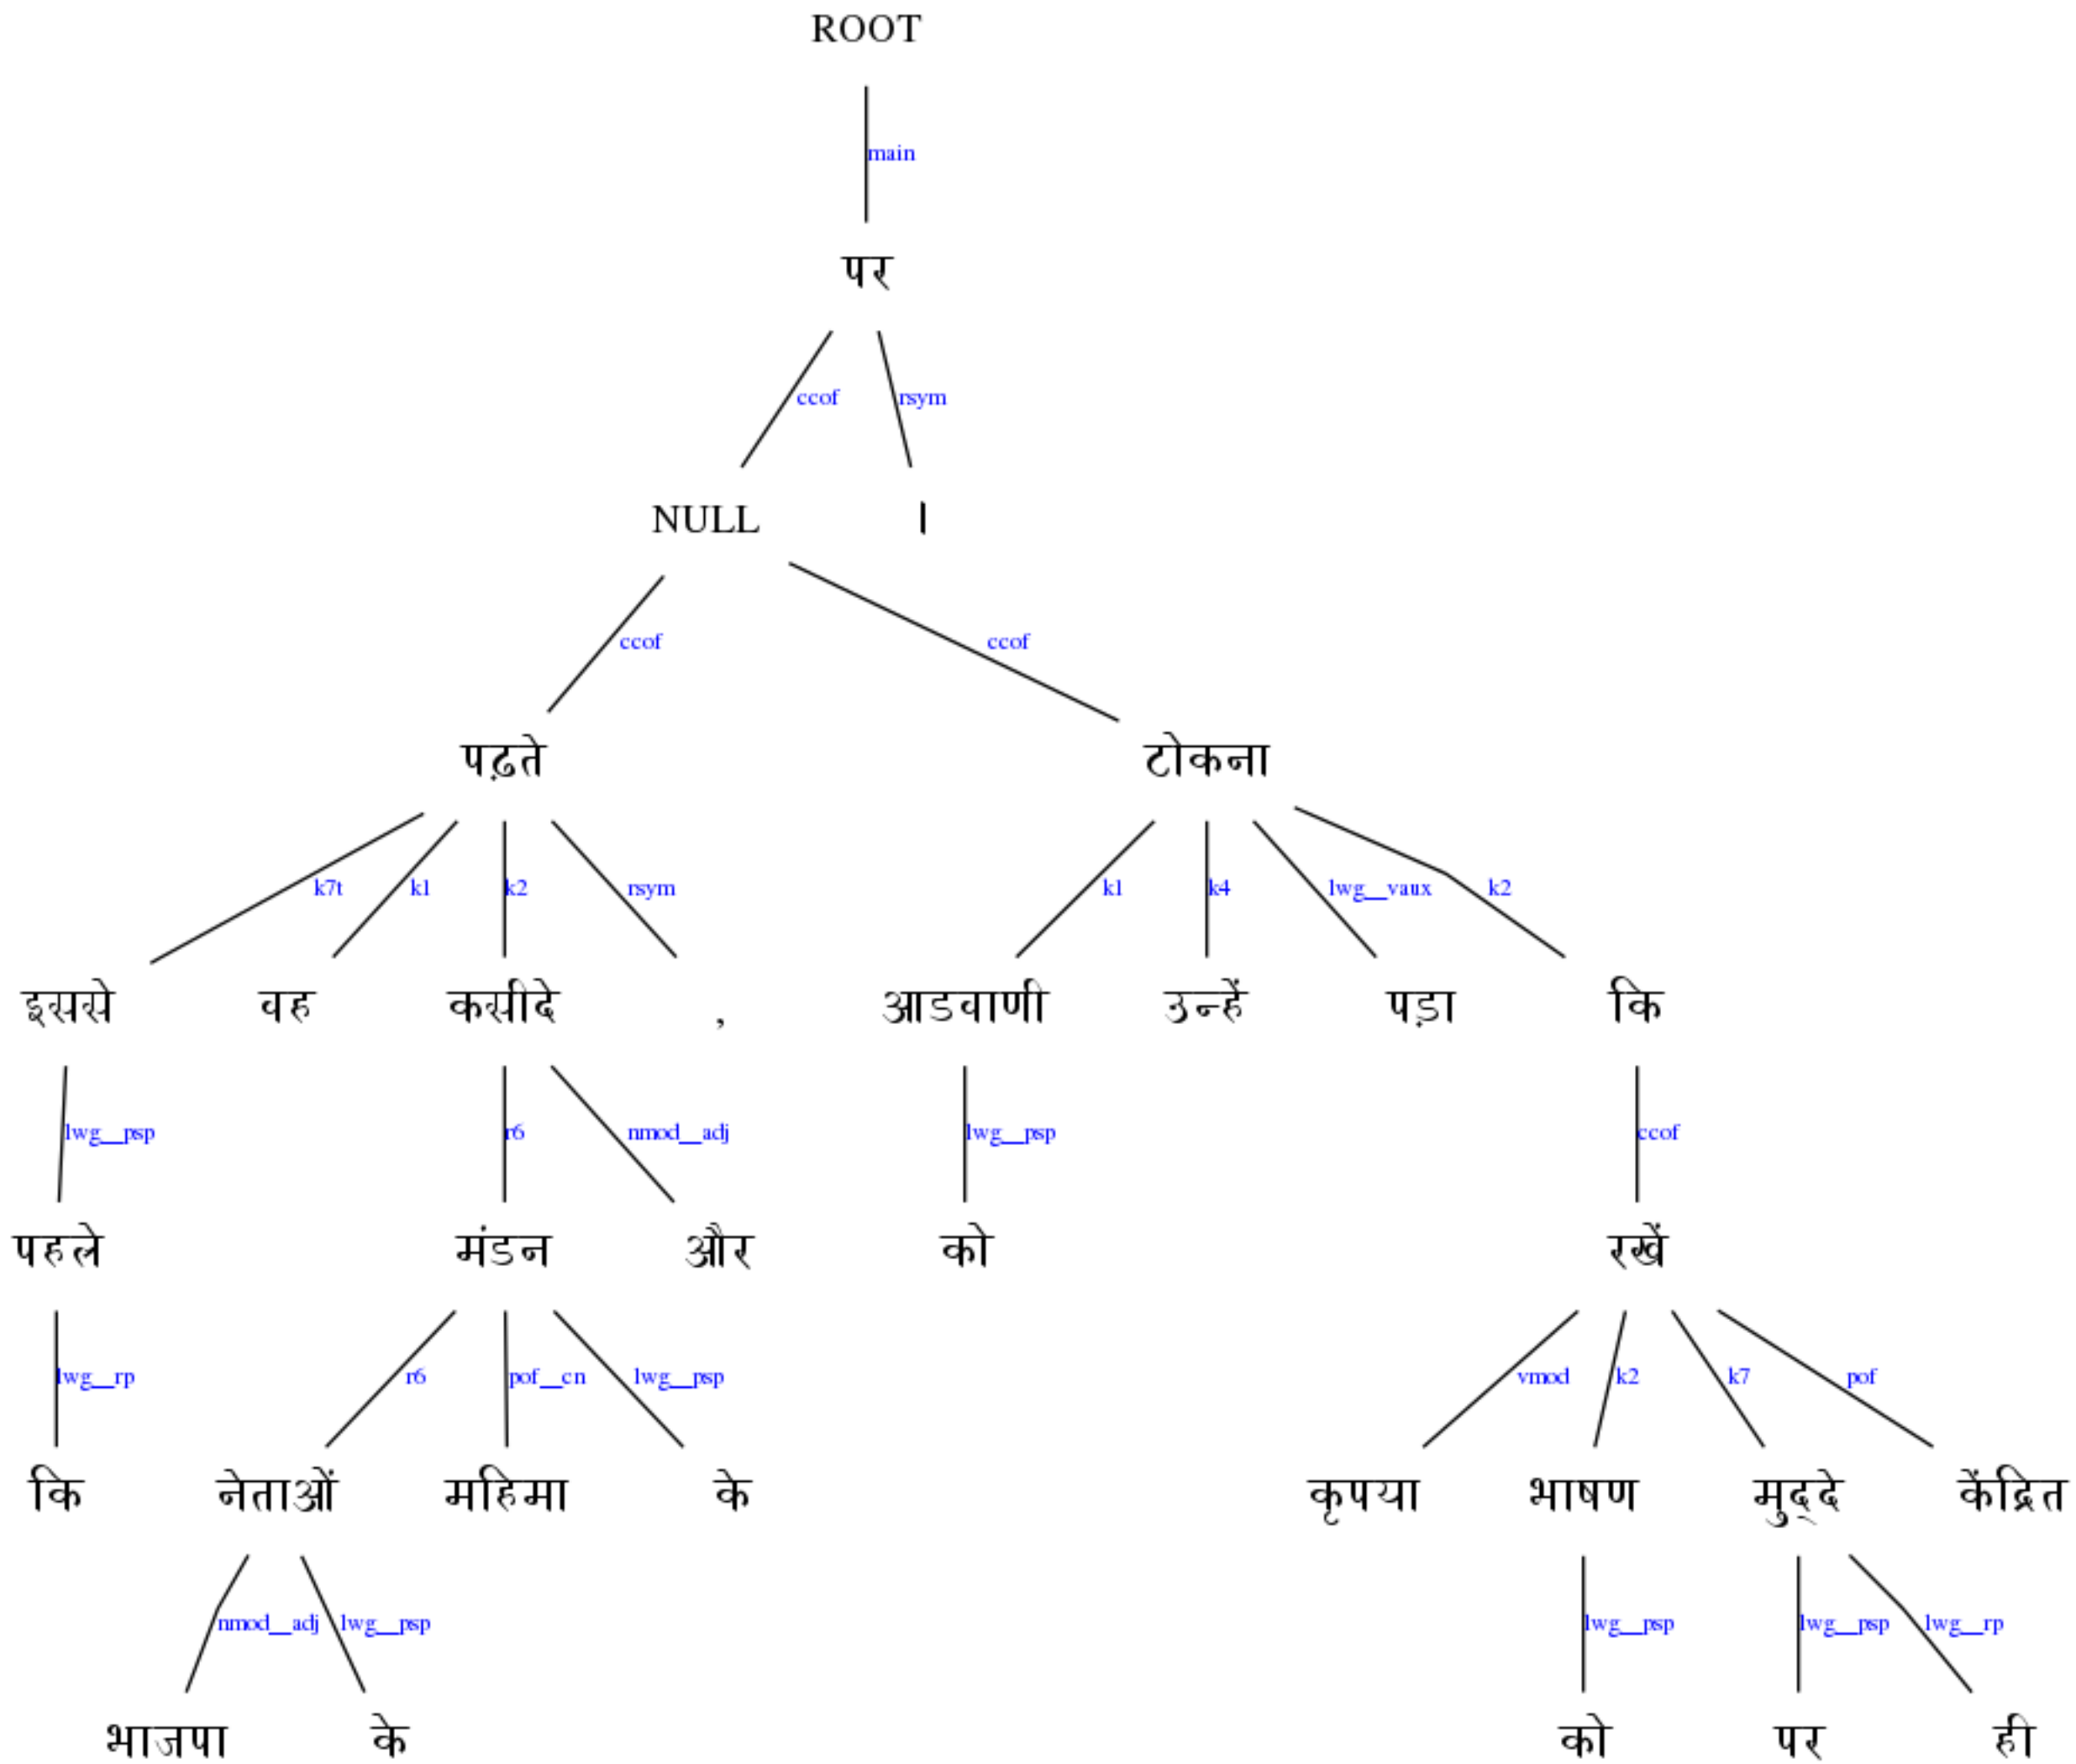 ROOT
main
पर
ccof rsym
NULL ।
ccof ccof
पढ़ते टोकना
k7t k1 k2 rsym k1 k4 lwg__vaux k2
इससे वह कसीदे , आडवाणी उन्हें पड़ा कि
lwg__psp r6 nmod__adj lwg__psp ccof
पहले मंडन और को रखें
lwg__rp r6 pof__cn lwg__psp vmod k2 k7 pof
कि नेताओं महिमा के कृपया भाषण मुद्दे केंद्रित
nmod__adj lwg__psp lwg__psp lwg__psp lwg__rp
भाजपा के को पर ही